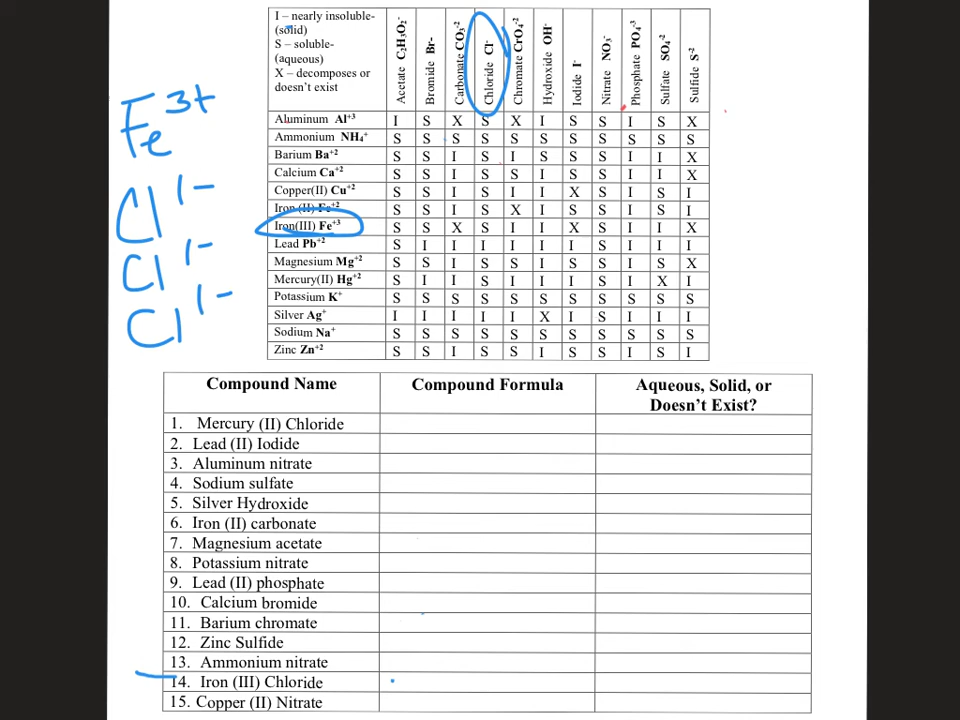 I – nearly insoluble-
(solid)
S – soluble-
(aqueous)
X – decomposes or
doesn't exist
Acetate C₂H₃O₂⁻
Bromide Br-
Carbonate CO₃⁻²
Chloride Cl⁻
Chromate CrO₄⁻²
Hydroxide OH⁻
Iodide I⁻
Nitrate NO₃⁻
Phosphate PO₄⁻³
Sulfate SO₄⁻²
Sulfide S⁻²
Aluminum Al⁺³ I S X S X I S S I S X
Ammonium NH₄⁺ S S S S S S S S S S S
Barium Ba⁺² S S I S I S S S I I X
Calcium Ca⁺² S S I S S I S S I I X
Copper(II) Cu⁺² S S I S I I X S I S I
Iron (II) Fe⁺² S S I S X I S S I S I
Iron(III) Fe⁺³ S S X S I I X S I I X
Lead Pb⁺² S I I I I I I S I I I
Magnesium Mg⁺² S S I S S I S S I S X
Mercury(II) Hg⁺² S I I S I I I S I X I
Potassium K⁺ S S S S S S S S S S S
Silver Ag⁺ I I I I I X I S I I I
Sodium Na⁺ S S S S S S S S S S S
Zinc Zn⁺² S S I S S I S S I S I
Fe³⁺
Cl¹⁻
Cl¹⁻
Cl¹⁻
Compound Name Compound Formula Aqueous, Solid, or
Doesn't Exist?
1. Mercury (II) Chloride
2. Lead (II) Iodide
3. Aluminum nitrate
4. Sodium sulfate
5. Silver Hydroxide
6. Iron (II) carbonate
7. Magnesium acetate
8. Potassium nitrate
9. Lead (II) phosphate
10. Calcium bromide
11. Barium chromate
12. Zinc Sulfide
13. Ammonium nitrate
14. Iron (III) Chloride
15. Copper (II) Nitrate